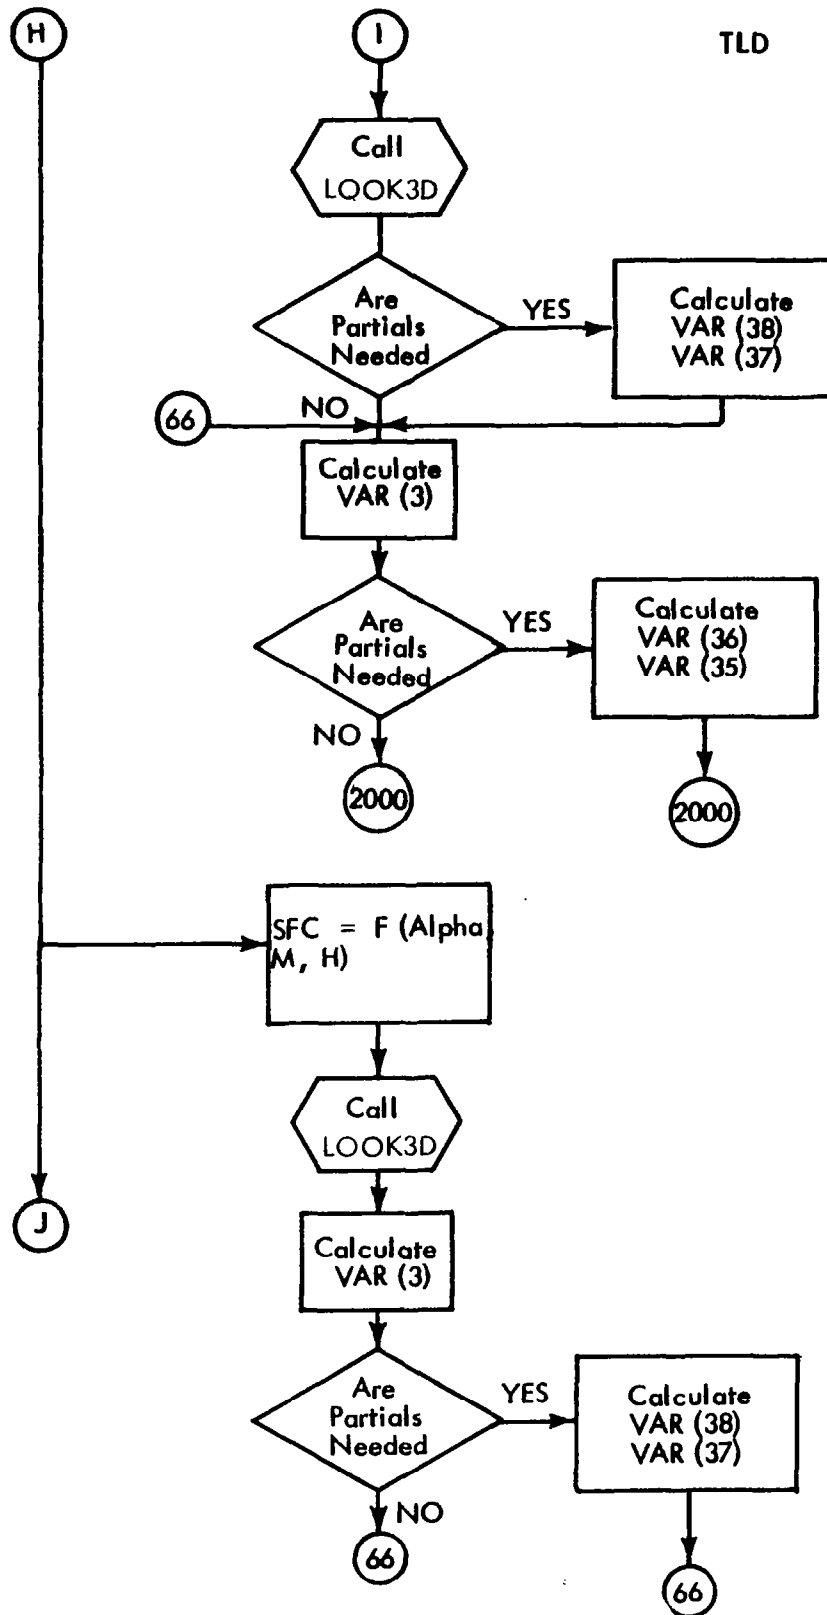 H
I
TLD
Call
LOOK3D
Are
Partials
Needed
YES
Calculate
VAR (38)
VAR (37)
66
NO
Calculate
VAR (3)
Are
Partials
Needed
YES
Calculate
VAR (36)
VAR (35)
NO
2000
2000
SFC = F (Alpha
M, H)
Call
LOOK3D
J
Calculate
VAR (3)
Are
Partials
Needed
YES
Calculate
VAR (38)
VAR (37)
NO
66
66